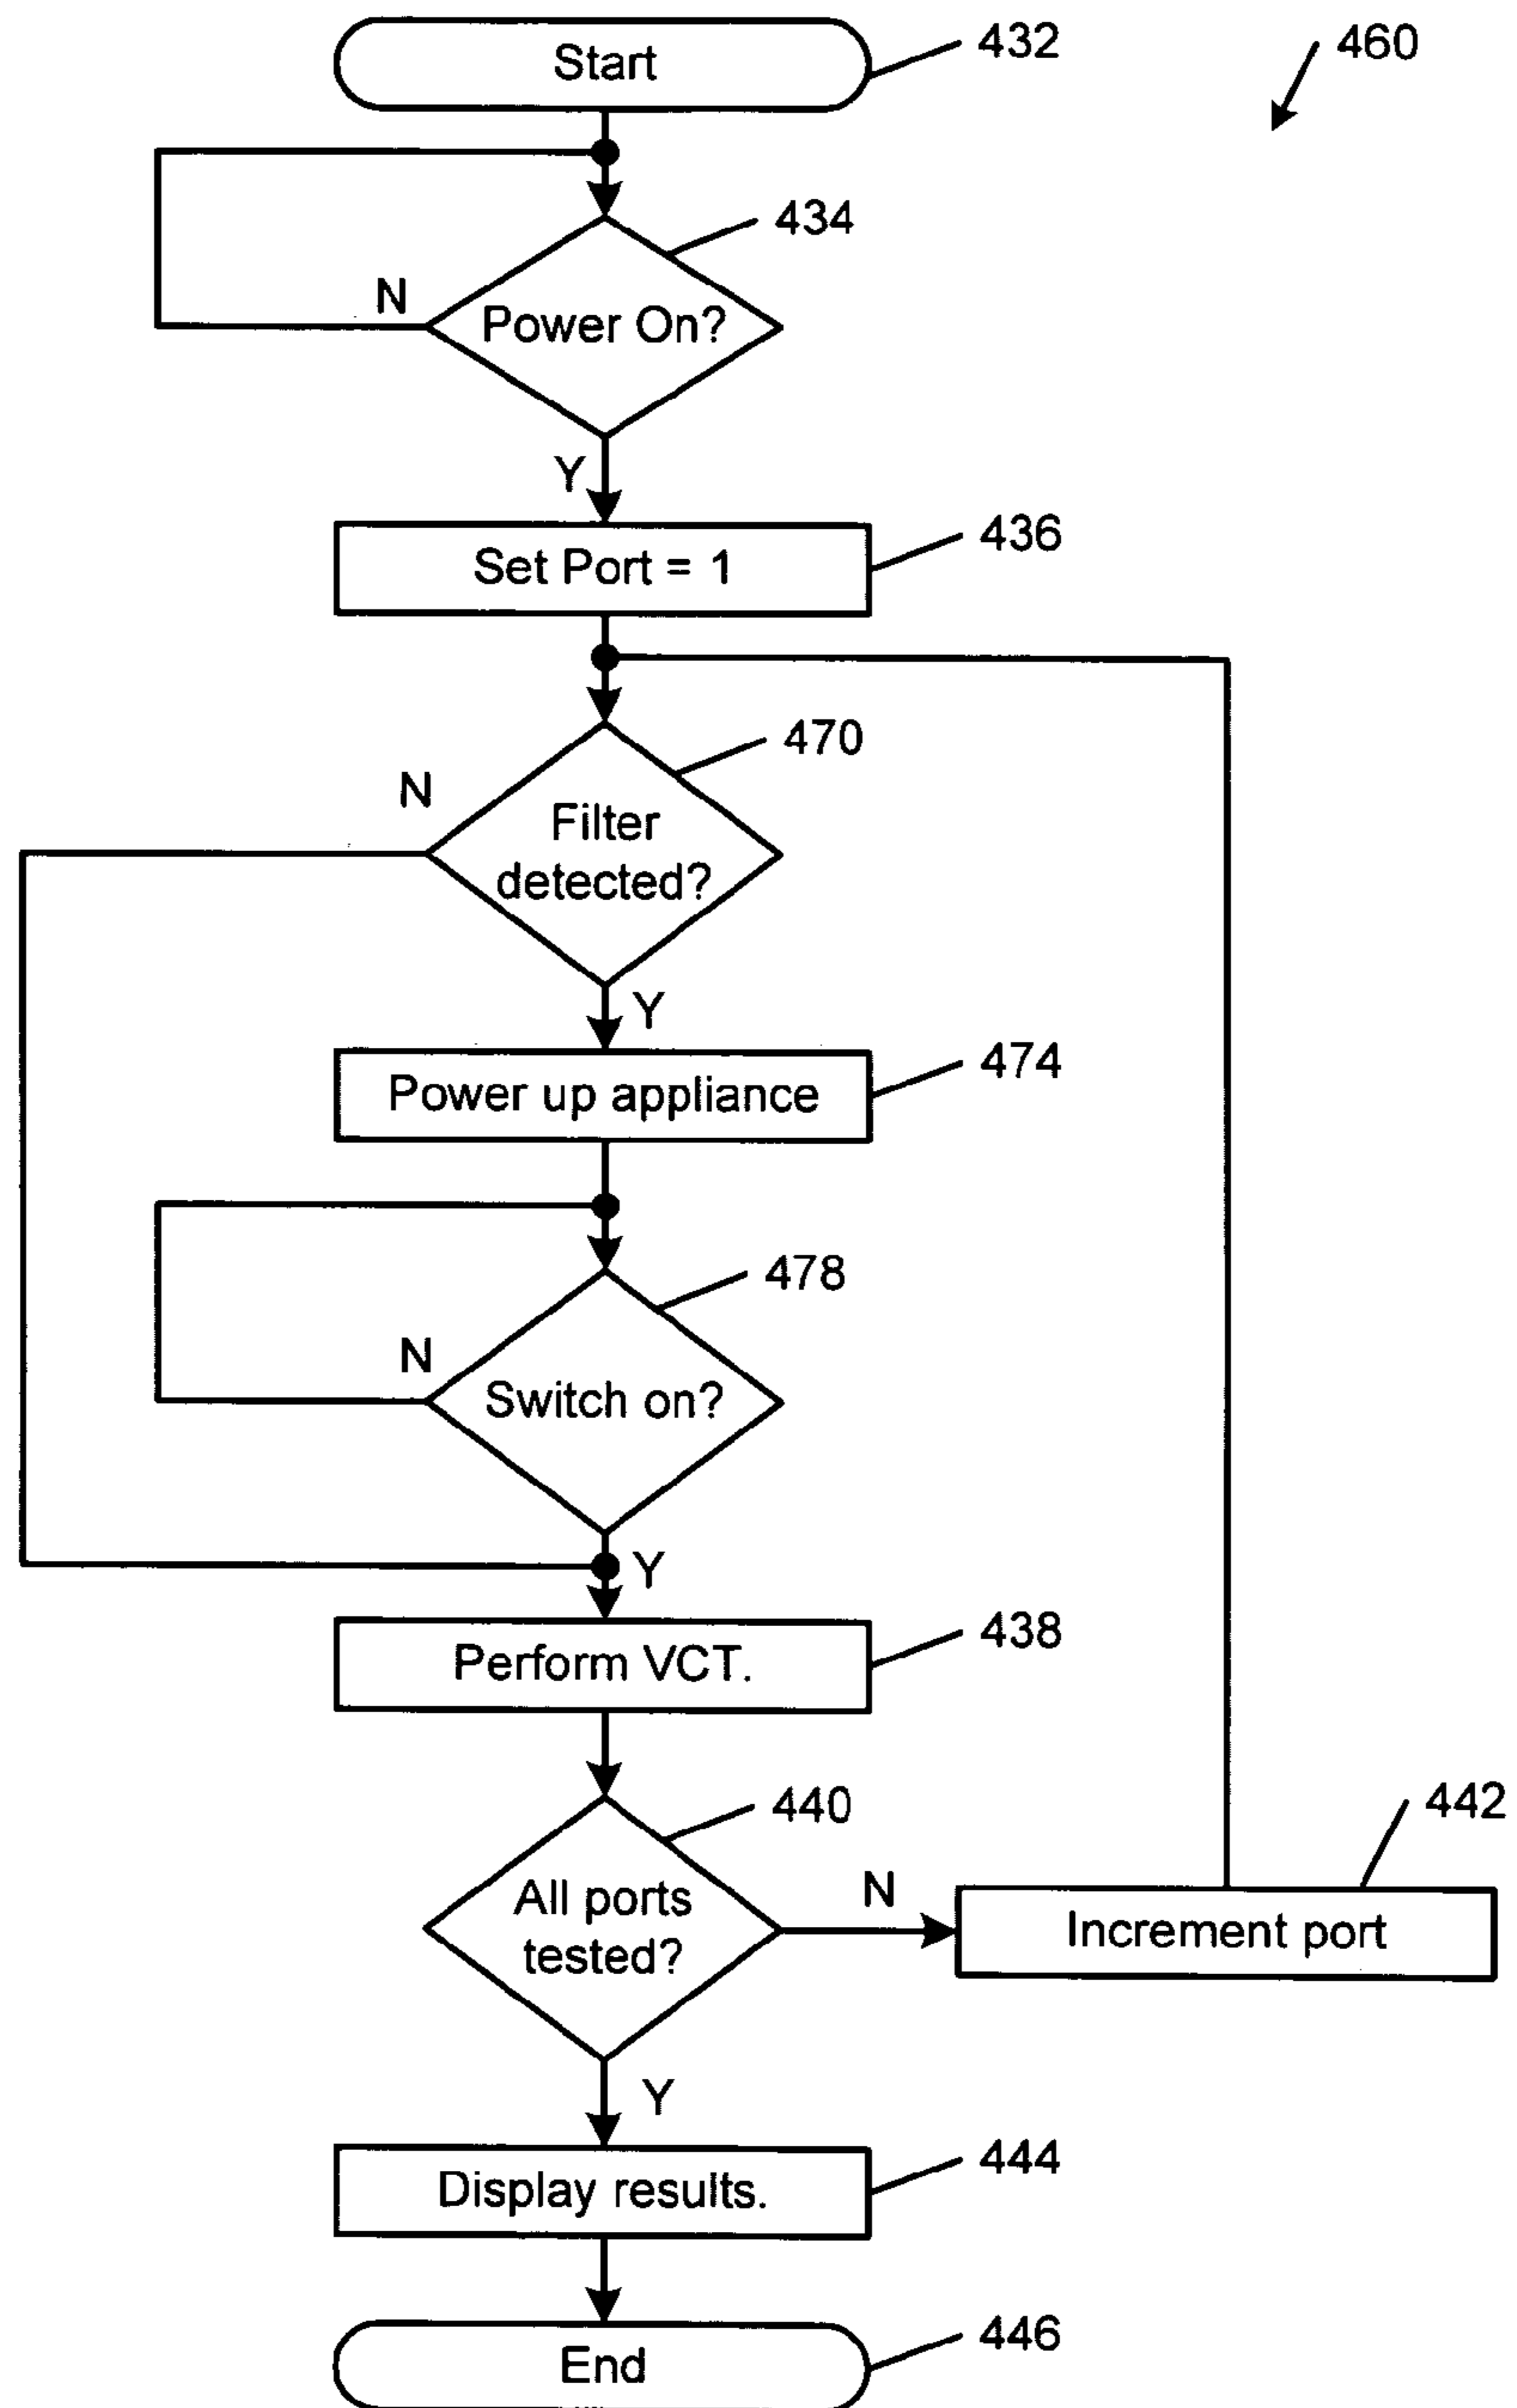 Start
432
460
434
N
Power On?
Y
436
Set Port = 1
470
N
Filter
detected?
Y
474
Power up appliance
478
N
Switch on?
Y
438
Perform VCT.
440
442
All ports
tested?
N
Increment port
Y
444
Display results.
446
End